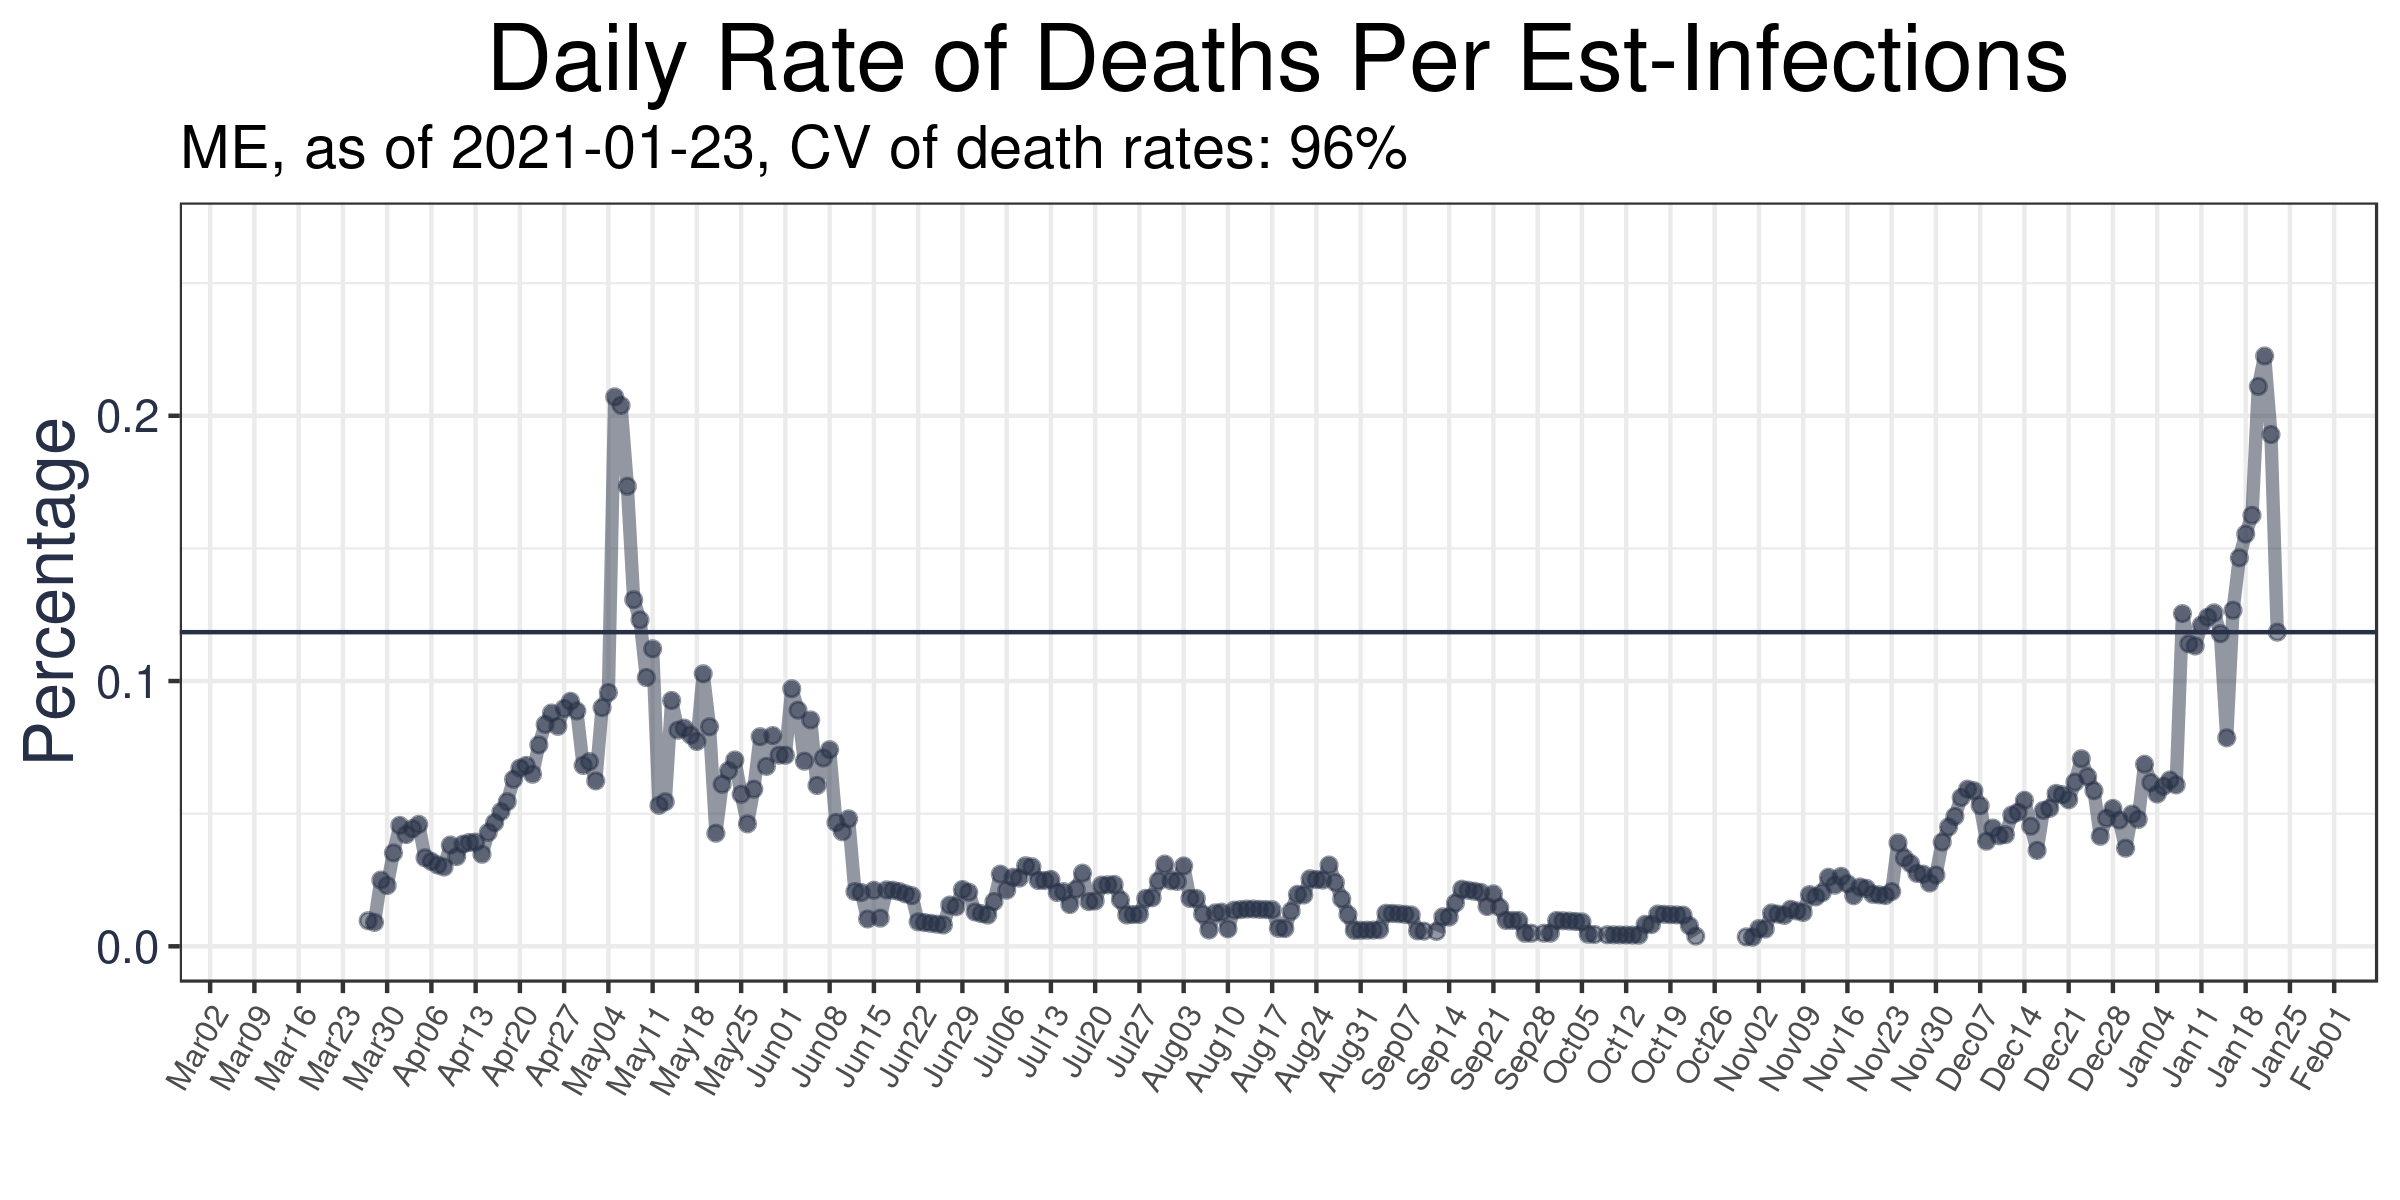 Daily Rate of Deaths Per Est-Infections
ME, as of 2021-01-23, CV of death rates: 96%
Percentage
0.2
0.1
0.0
Mar02
Mar09
Mar16
Mar23
Mar30
Apr06
Apr13
Apr20
Apr27
May04
May11
May18
May25
Jun01
Jun08
Jun15
Jun22
Jun29
Jul06
Jul13
Jul20
Jul27
Aug03
Aug10
Aug17
Aug24
Aug31
Sep07
Sep14
Sep21
Sep28
Oct05
Oct12
Oct19
Oct26
Nov02
Nov09
Nov16
Nov23
Nov30
Dec07
Dec14
Dec21
Dec28
Jan04
Jan11
Jan18
Jan25
Feb01